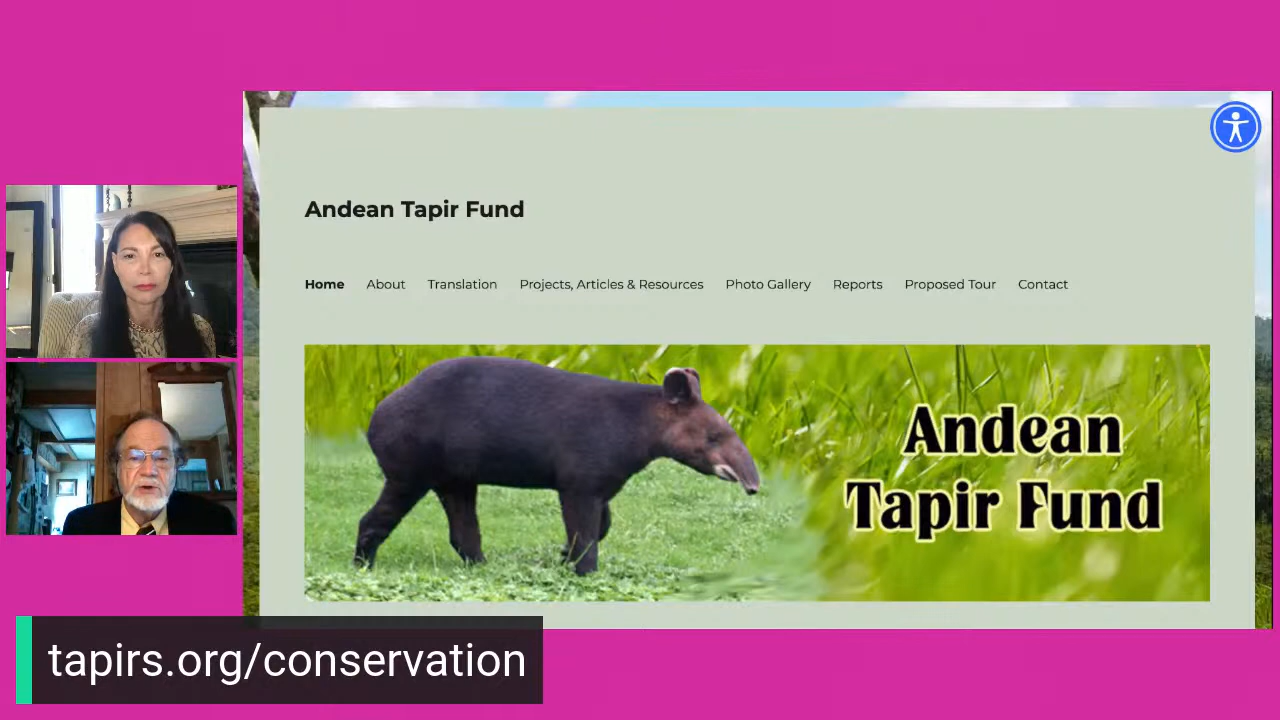 Andean Tapir Fund
Home About Translation Projects, Articles & Resources Photo Gallery Reports Proposed Tour Contact
Andean
Tapir Fund
tapirs.org/conservation